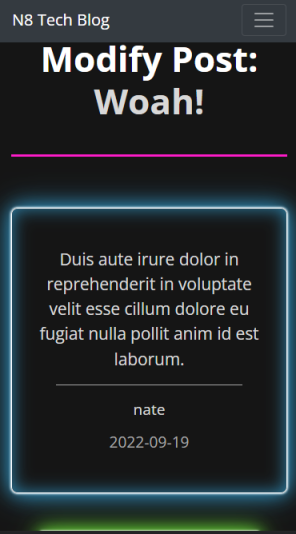 N8 Tech Blog
Modify Post:
Woah!
Duis aute irure dolor in
reprehenderit in voluptate
velit esse cillum dolore eu
fugiat nulla pollit anim id est
laborum.
nate
2022-09-19